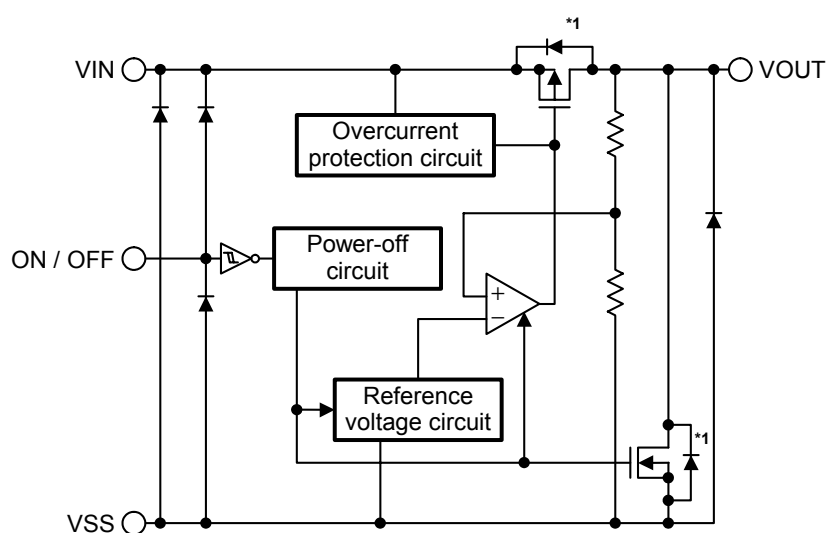 *1
VIN
VOUT
Overcurrent
protection circuit
ON / OFF
Power-off
circuit
+
−
Reference
voltage circuit
*1
VSS